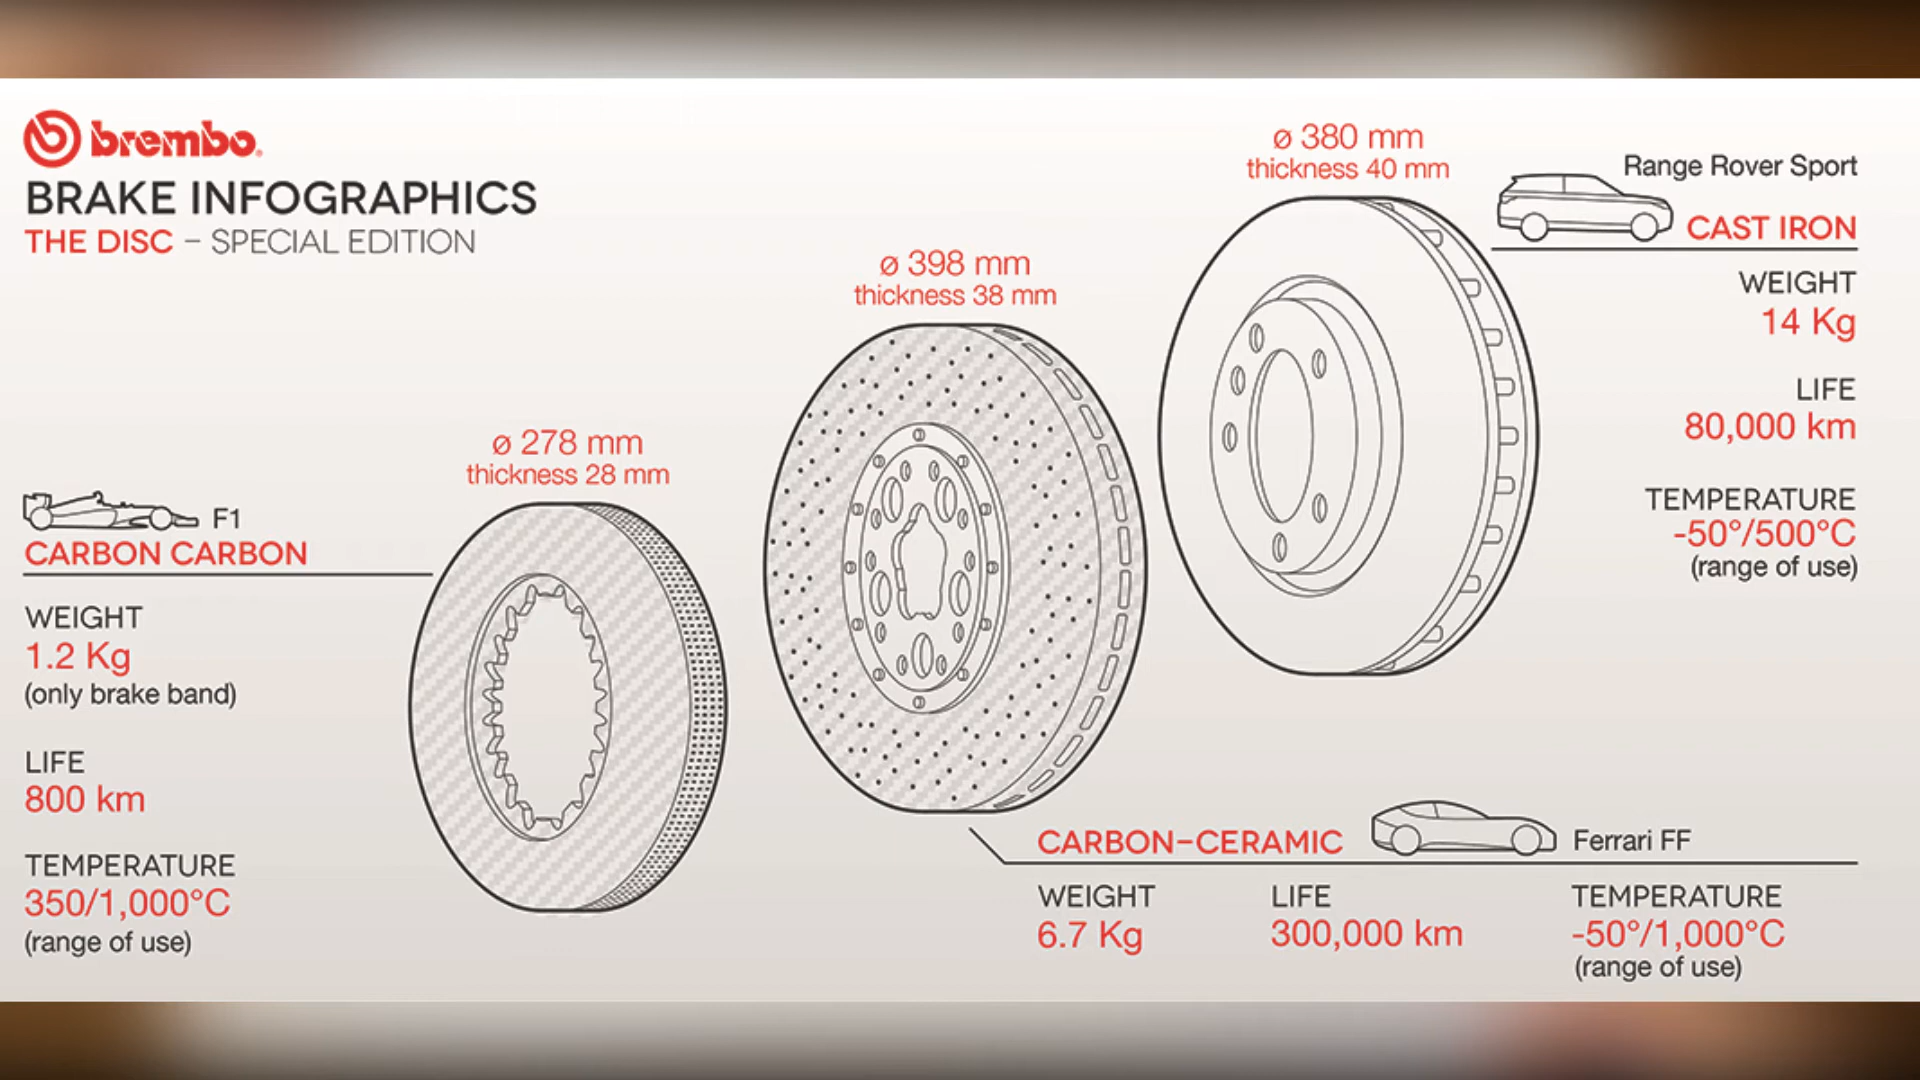 brembo
BRAKE INFOGRAPHICS
THE DISC – SPECIAL EDITION
ø 278 mm
thickness 28 mm
F1
CARBON CARBON
WEIGHT
1.2 Kg
(only brake band)
LIFE
800 km
TEMPERATURE
350/1,000°C
(range of use)
ø 398 mm
thickness 38 mm
CARBON-CERAMIC
Ferrari FF
WEIGHT
6.7 Kg
LIFE
300,000 km
TEMPERATURE
-50°/1,000°C
(range of use)
ø 380 mm
thickness 40 mm
Range Rover Sport
CAST IRON
WEIGHT
14 Kg
LIFE
80,000 km
TEMPERATURE
-50°/500°C
(range of use)